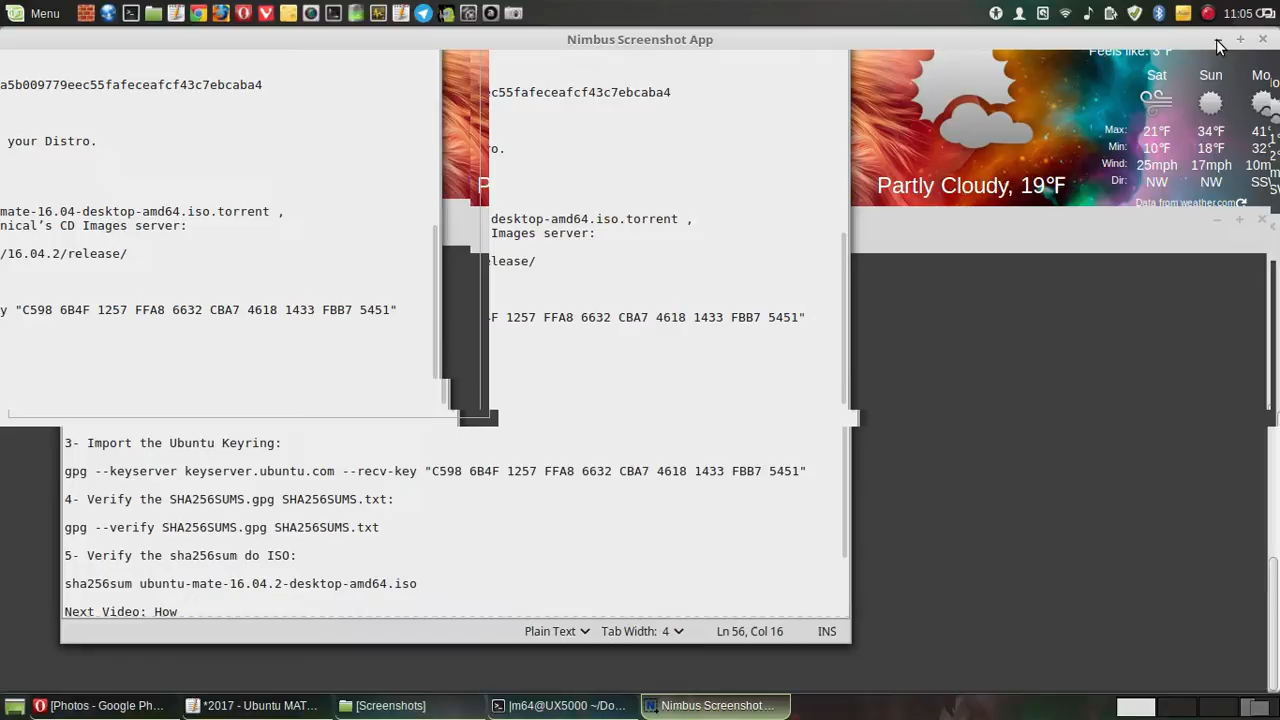 Menu
11:05
Nimbus Screenshot App
a5b009779eec55fafeceafcf43c7ebcaba4
c55fafeceafcf43c7ebcaba4
your Distro.
ro.
mate-16.04-desktop-amd64.iso.torrent ,
desktop-amd64.iso.torrent ,
nical's CD Images server:
Images server:
/16.04.2/release/
elease/
y "C598 6B4F 1257 FFA8 6632 CBA7 4618 1433 FBB7 5451"
F 1257 FFA8 6632 CBA7 4618 1433 FBB7 5451"
Feels like: 3°F
Sat Sun Mo
Max: 21°F 34°F 41°
Min: 10°F 18°F 32°
Wind: 25mph 17mph 10m
Dir: NW NW SS
Partly Cloudy, 19°F
Data from weather.com
3- Import the Ubuntu Keyring:
gpg --keyserver keyserver.ubuntu.com --recv-key "C598 6B4F 1257 FFA8 6632 CBA7 4618 1433 FBB7 5451"
4- Verify the SHA256SUMS.gpg SHA256SUMS.txt:
gpg --verify SHA256SUMS.gpg SHA256SUMS.txt
5- Verify the sha256sum do ISO:
sha256sum ubuntu-mate-16.04.2-desktop-amd64.iso
Next Video: How
Plain Text Tab Width: 4 Ln 56, Col 16 INS
[Photos - Google Ph... *2017 - Ubuntu MAT... [Screenshots] |m64@UX5000 ~/Do... Nimbus Screenshot ...